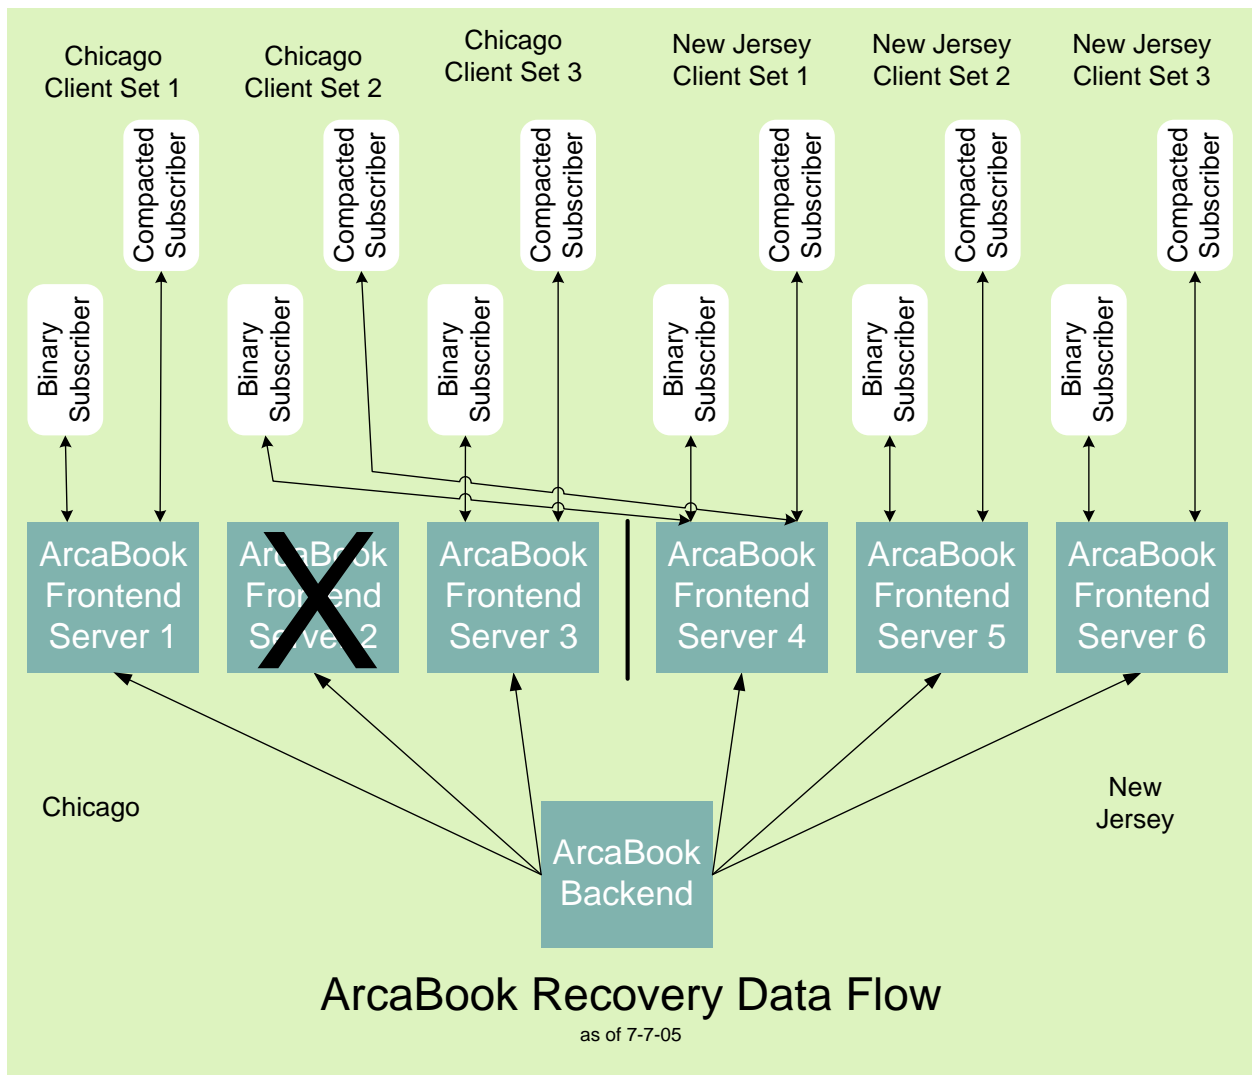 Chicago
Client Set 1
Chicago
Client Set 2
Chicago
Client Set 3
New Jersey
Client Set 1
New Jersey
Client Set 2
New Jersey
Client Set 3
Compacted
Subscriber
Compacted
Subscriber
Compacted
Subscriber
Compacted
Subscriber
Compacted
Subscriber
Compacted
Subscriber
Binary
Subscriber
Binary
Subscriber
Binary
Subscriber
Binary
Subscriber
Binary
Subscriber
Binary
Subscriber
ArcaBook
Frontend
Server 1
ArcaBook
Frontend
Server 2
X
ArcaBook
Frontend
Server 3
ArcaBook
Frontend
Server 4
ArcaBook
Frontend
Server 5
ArcaBook
Frontend
Server 6
Chicago
New
Jersey
ArcaBook
Backend
ArcaBook Recovery Data Flow
as of 7-7-05